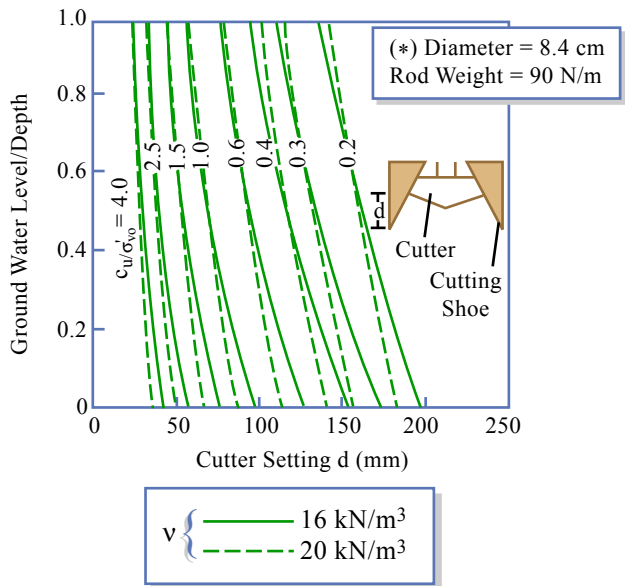 (*) Diameter = 8.4 cm
Rod Weight = 90 N/m
Ground Water Level/Depth
1.0
0.8
0.6
0.4
0.2
0
cu/σ'vo = 4.0
2.5
1.5
1.0
0.6
0.4
0.3
0.2
d
Cutter
Cutting
Shoe
0
50
100
150
200
250
Cutter Setting d (mm)
ν { 16 kN/m³
20 kN/m³